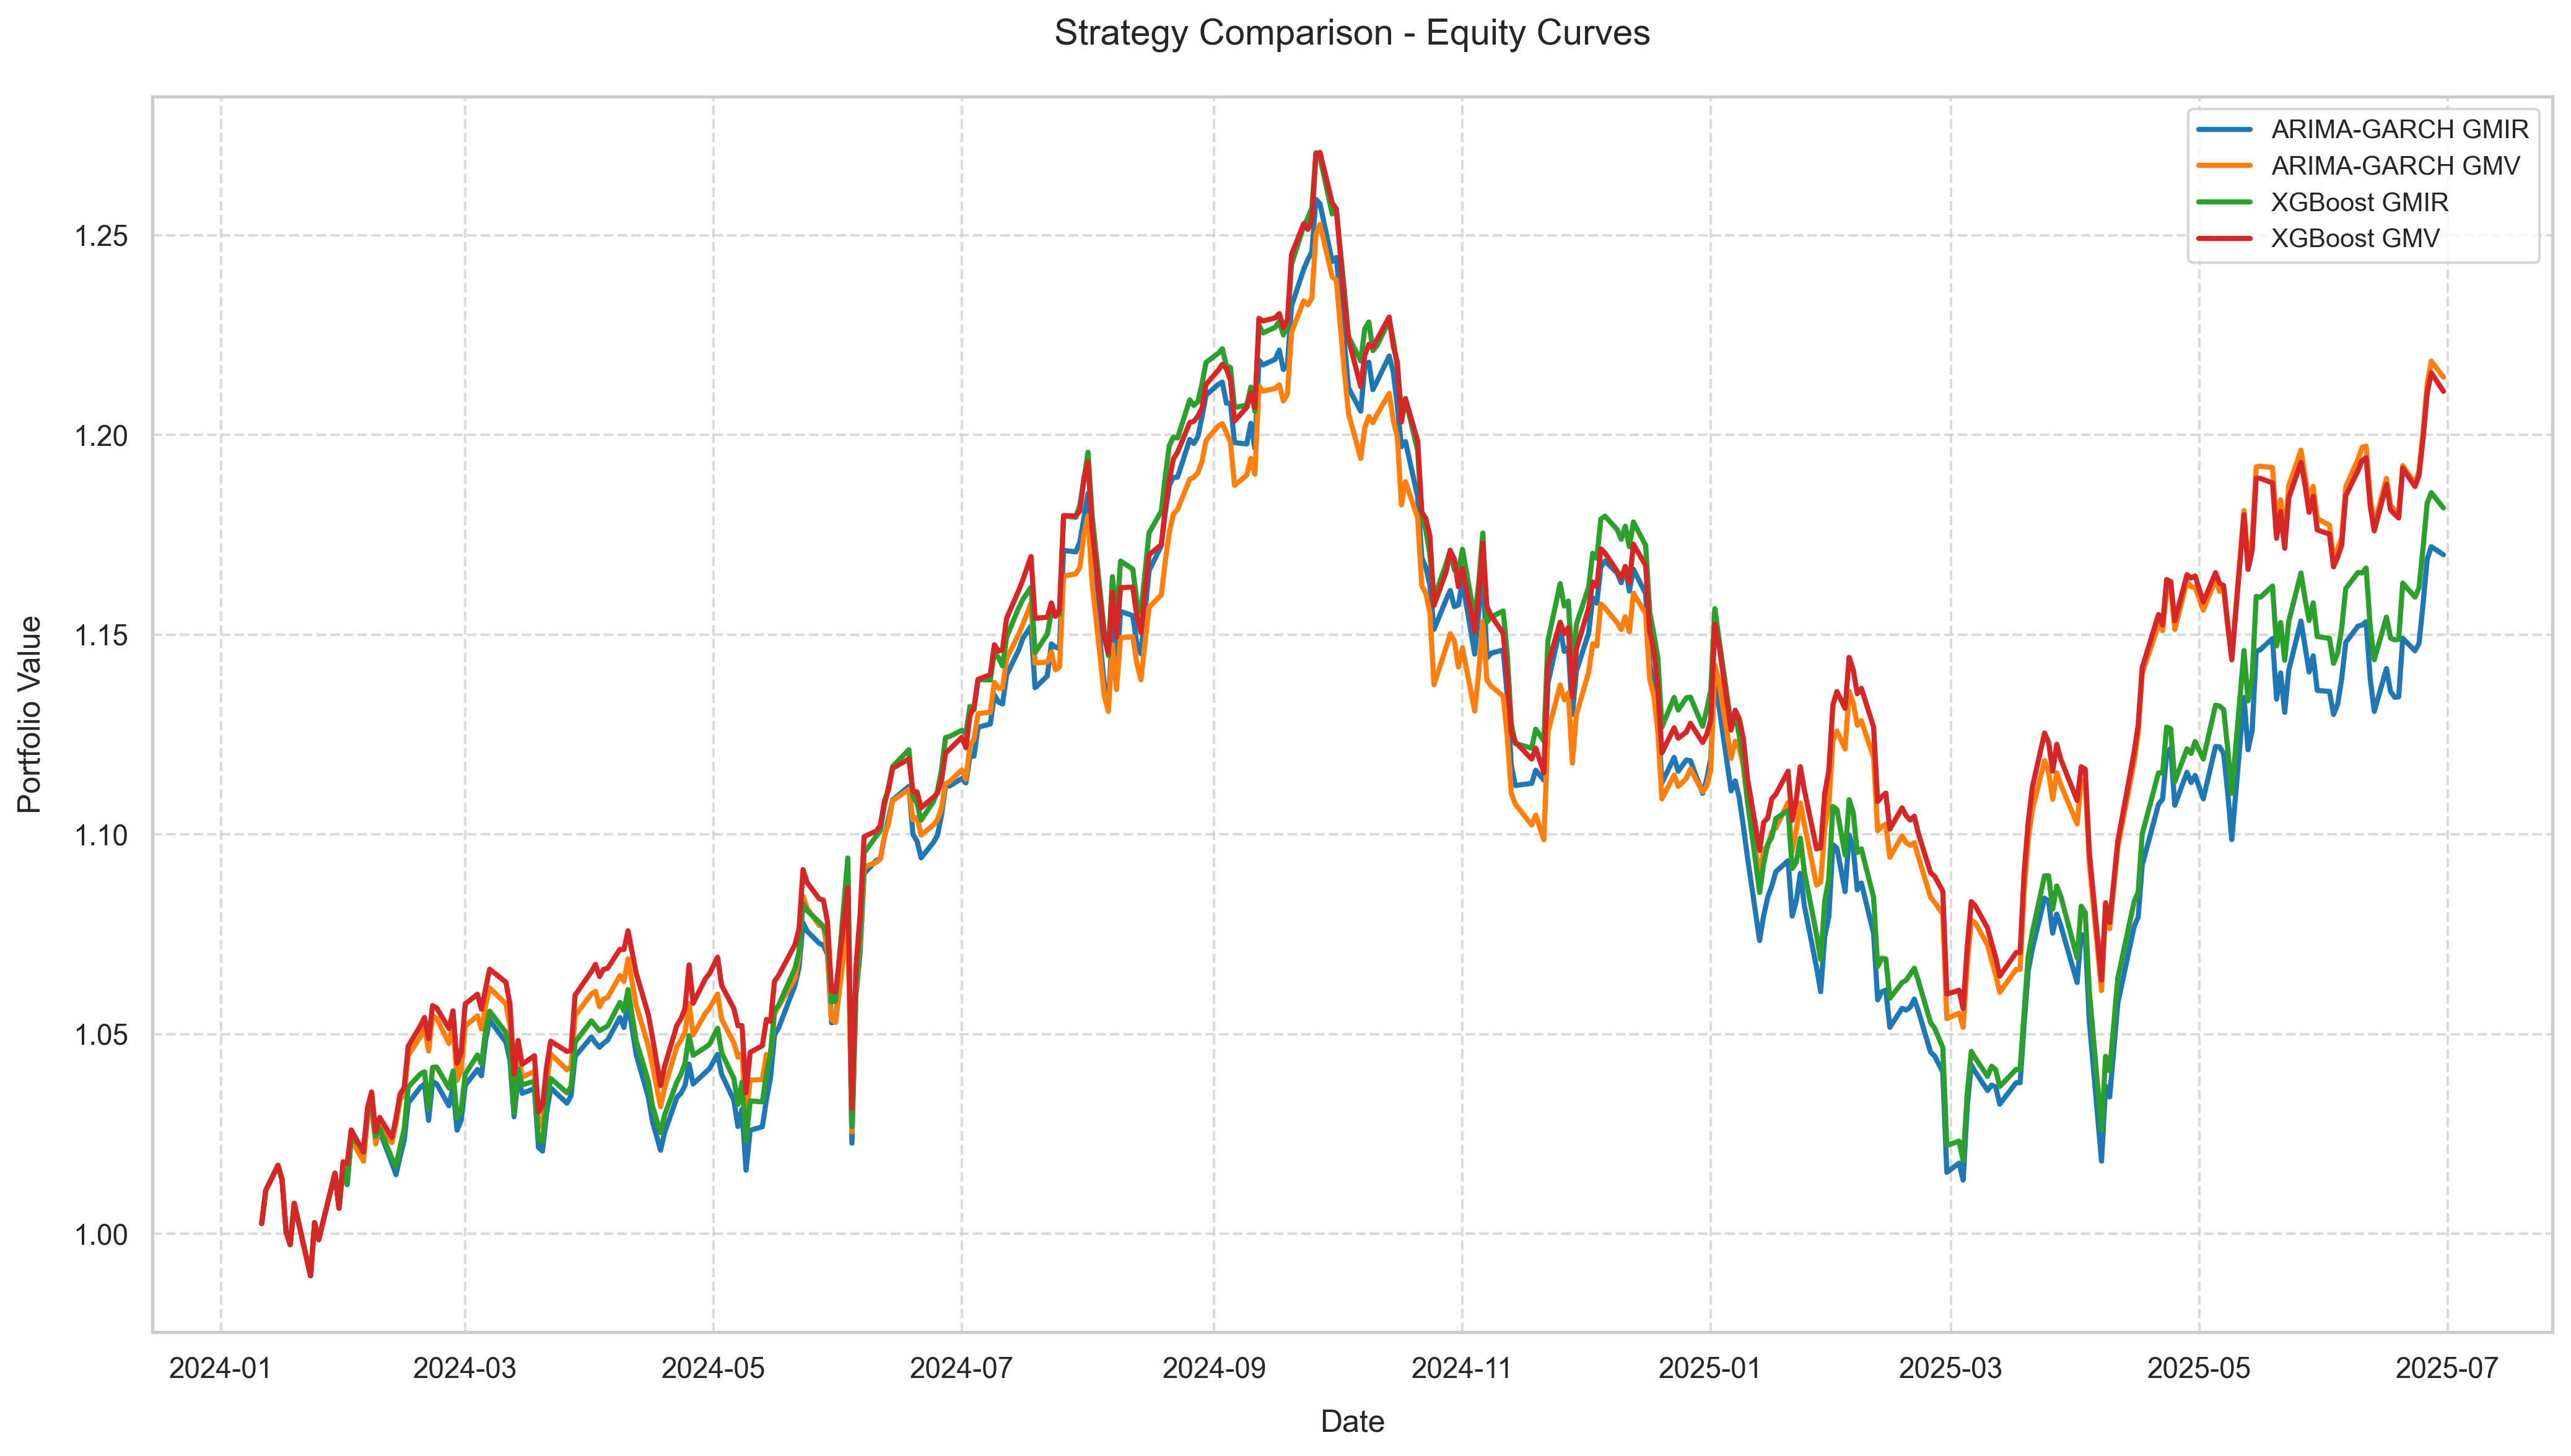 Strategy Comparison - Equity Curves
ARIMA-GARCH GMIR
ARIMA-GARCH GMV
XGBoost GMIR
XGBoost GMV
Portfolio Value
1.25
1.20
1.15
1.10
1.05
1.00
2024-01 2024-03 2024-05 2024-07 2024-09 2024-11 2025-01 2025-03 2025-05 2025-07
Date